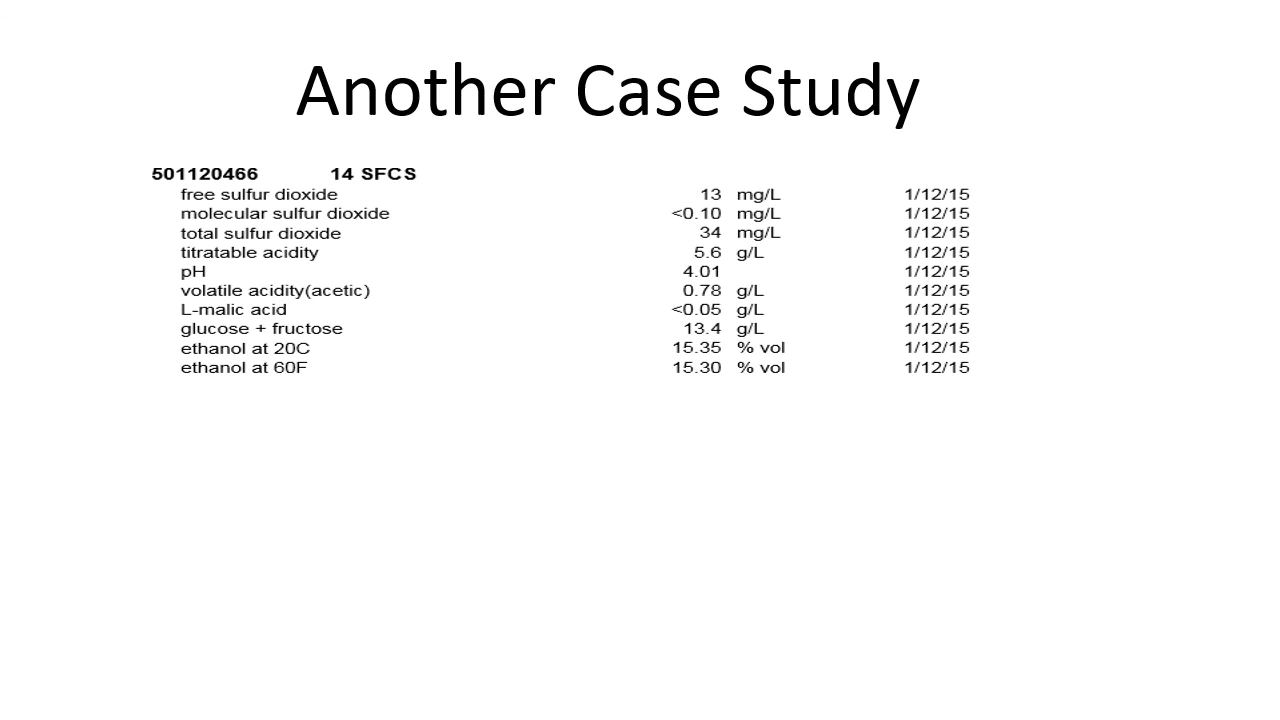 Another Case Study
501120466 14 SFCS
free sulfur dioxide 13 mg/L 1/12/15
molecular sulfur dioxide <0.10 mg/L 1/12/15
total sulfur dioxide 34 mg/L 1/12/15
titratable acidity 5.6 g/L 1/12/15
pH 4.01 1/12/15
volatile acidity(acetic) 0.78 g/L 1/12/15
L-malic acid <0.05 g/L 1/12/15
glucose + fructose 13.4 g/L 1/12/15
ethanol at 20C 15.35 % vol 1/12/15
ethanol at 60F 15.30 % vol 1/12/15